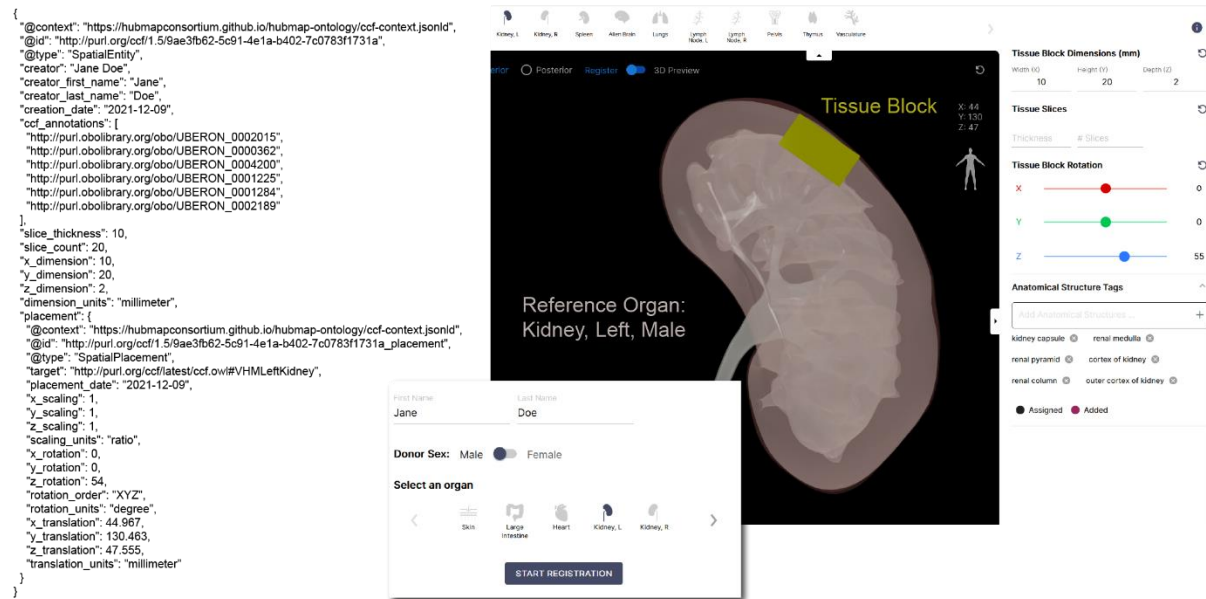 {
"@context": "https://hubmapconsortium.github.io/hubmap-ontology/ccf-context.jsonld",
"@id": "http://purl.org/ccf/1.5/9ae3fb62-5c91-4e1a-b402-7c0783f1731a",
"@type": "SpatialEntity",
"creator": "Jane Doe",
"creator_first_name": "Jane",
"creator_last_name": "Doe",
"creation_date": "2021-12-09",
"ccf_annotations": [
"http://purl.obolibrary.org/obo/UBERON_0002015",
"http://purl.obolibrary.org/obo/UBERON_0000362",
"http://purl.obolibrary.org/obo/UBERON_0004200",
"http://purl.obolibrary.org/obo/UBERON_0001225",
"http://purl.obolibrary.org/obo/UBERON_0001284",
"http://purl.obolibrary.org/obo/UBERON_0002189"
],
"slice_thickness": 10,
"slice_count": 20,
"x_dimension": 10,
"y_dimension": 20,
"z_dimension": 2,
"dimension_units": "millimeter",
"placement": {
"@context": "https://hubmapconsortium.github.io/hubmap-ontology/ccf-context.jsonld",
"@id": "http://purl.org/ccf/1.5/9ae3fb62-5c91-4e1a-b402-7c0783f1731a_placement",
"@type": "SpatialPlacement",
"target": "http://purl.org/ccf/latest/ccf.owl#VHMLeftKidney",
"placement_date": "2021-12-09",
"x_scaling": 1,
"y_scaling": 1,
"z_scaling": 1,
"scaling_units": "ratio",
"x_rotation": 0,
"y_rotation": 0,
"z_rotation": 54,
"rotation_order": "XYZ",
"rotation_units": "degree",
"x_translation": 44.967,
"y_translation": 130.463,
"z_translation": 47.555,
"translation_units": "millimeter"
}
}
Kidney, L Kidney, R Spleen Allen Brain Lungs Lymph Node, L Lymph Node, R Pelvis Thymus Vasculature
erior Posterior Register 3D Preview
Tissue Block
X: 44
Y: 130
Z: 47
Reference Organ:
Kidney, Left, Male
First Name Last Name
Jane Doe
Donor Sex: Male Female
Select an organ
Skin Large Intestine Heart Kidney, L Kidney, R
START REGISTRATION
Tissue Block Dimensions (mm)
Width (X) Height (Y) Depth (Z)
10 20 2
Tissue Slices
Thickness # Slices
Tissue Block Rotation
X 0
Y 0
Z 55
Anatomical Structure Tags
Add Anatomical Structures ... +
kidney capsule renal medulla
renal pyramid cortex of kidney
renal column outer cortex of kidney
Assigned Added